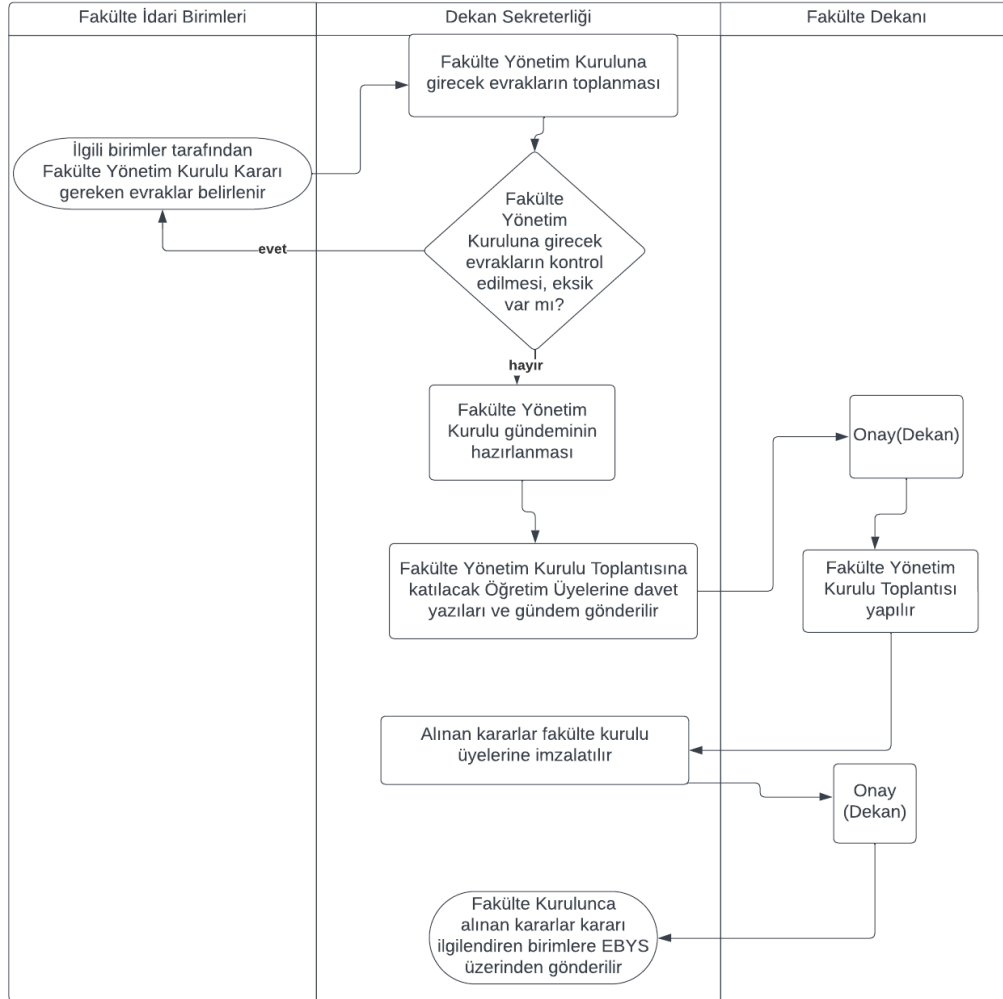 Fakülte İdari Birimleri
Dekan Sekreterliği
Fakülte Dekanı
Fakülte Yönetim Kuruluna
girecek evrakların toplanması
İlgili birimler tarafından
Fakülte Yönetim Kurulu Kararı
gereken evraklar belirlenir
Fakülte
Yönetim
Kuruluna girecek
evrakların kontrol
edilmesi, eksik
var mı?
evet
hayır
Fakülte Yönetim
Kurulu gündeminin
hazırlanması
Onay(Dekan)
Fakülte Yönetim Kurulu Toplantısına
katılacak Öğretim Üyelerine davet
yazıları ve gündem gönderilir
Fakülte Yönetim
Kurulu Toplantısı
yapılır
Alınan kararlar fakülte kurulu
üyelerine imzalatılır
Onay
(Dekan)
Fakülte Kurulunca
alınan kararlar kararı
ilgilendiren birimlere EBYS
üzerinden gönderilir